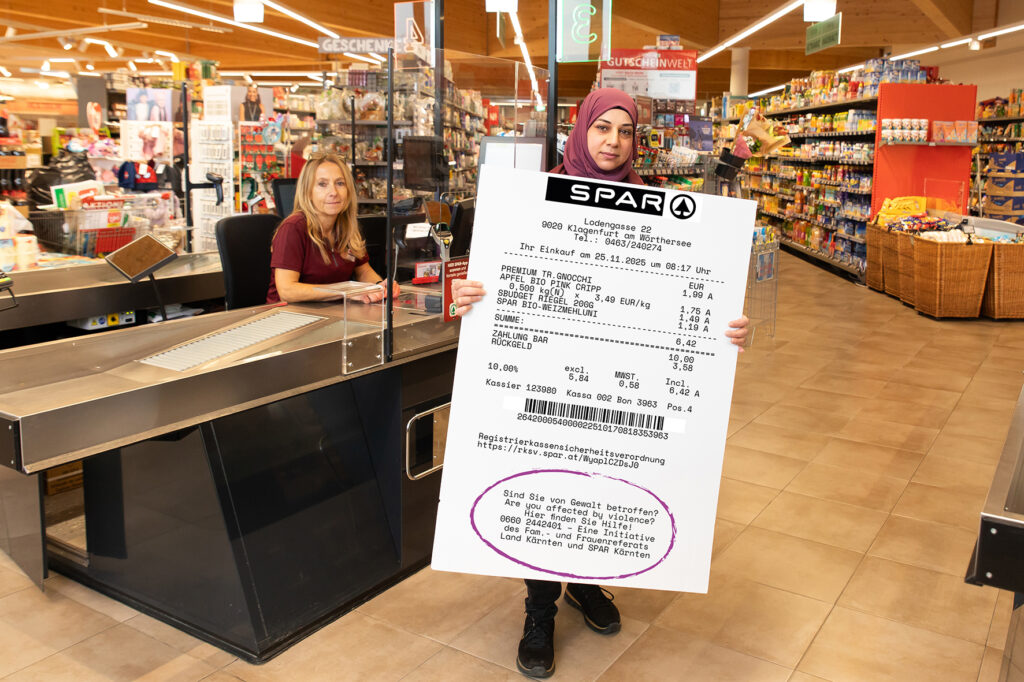 4
3
GESCHENKE
GUTSCHEINWELT
SPAR
Lodengasse 22
9020 Klagenfurt am Wörthersee
Tel.: 0463/240274
Ihr Einkauf am 25.11.2025 um 08:17 Uhr
EUR
PREMIUM TR.GNOCCHI 1,99 A
APFEL BIO PINK CRIPP
0,500 kg(N) x 3,49 EUR/kg 1,75 A
SBUDGET RIEGEL 200G 1,49 A
SPAR BIO-WEIZMEHLUNI 1,19 A
SUMME: 6,42
ZAHLUNG BAR 10,00
RÜCKGELD 3,58
excl. MWST. Incl.
10,00% 5,84 0,58 6,42 A
Kassier 123980 Kassa 002 Bon 3963 Pos.4
264200054000022510170818353963
Registrierkassensicherheitsverordnung
https://rksv.spar.at/WyaplCZDsJ0
Sind Sie von Gewalt betroffen?
Are you affected by violence?
Hier finden Sie Hilfe!
0660 2442401 - Eine Initiative
des Fam.- und Frauenreferats
Land Kärnten und SPAR Kärnten